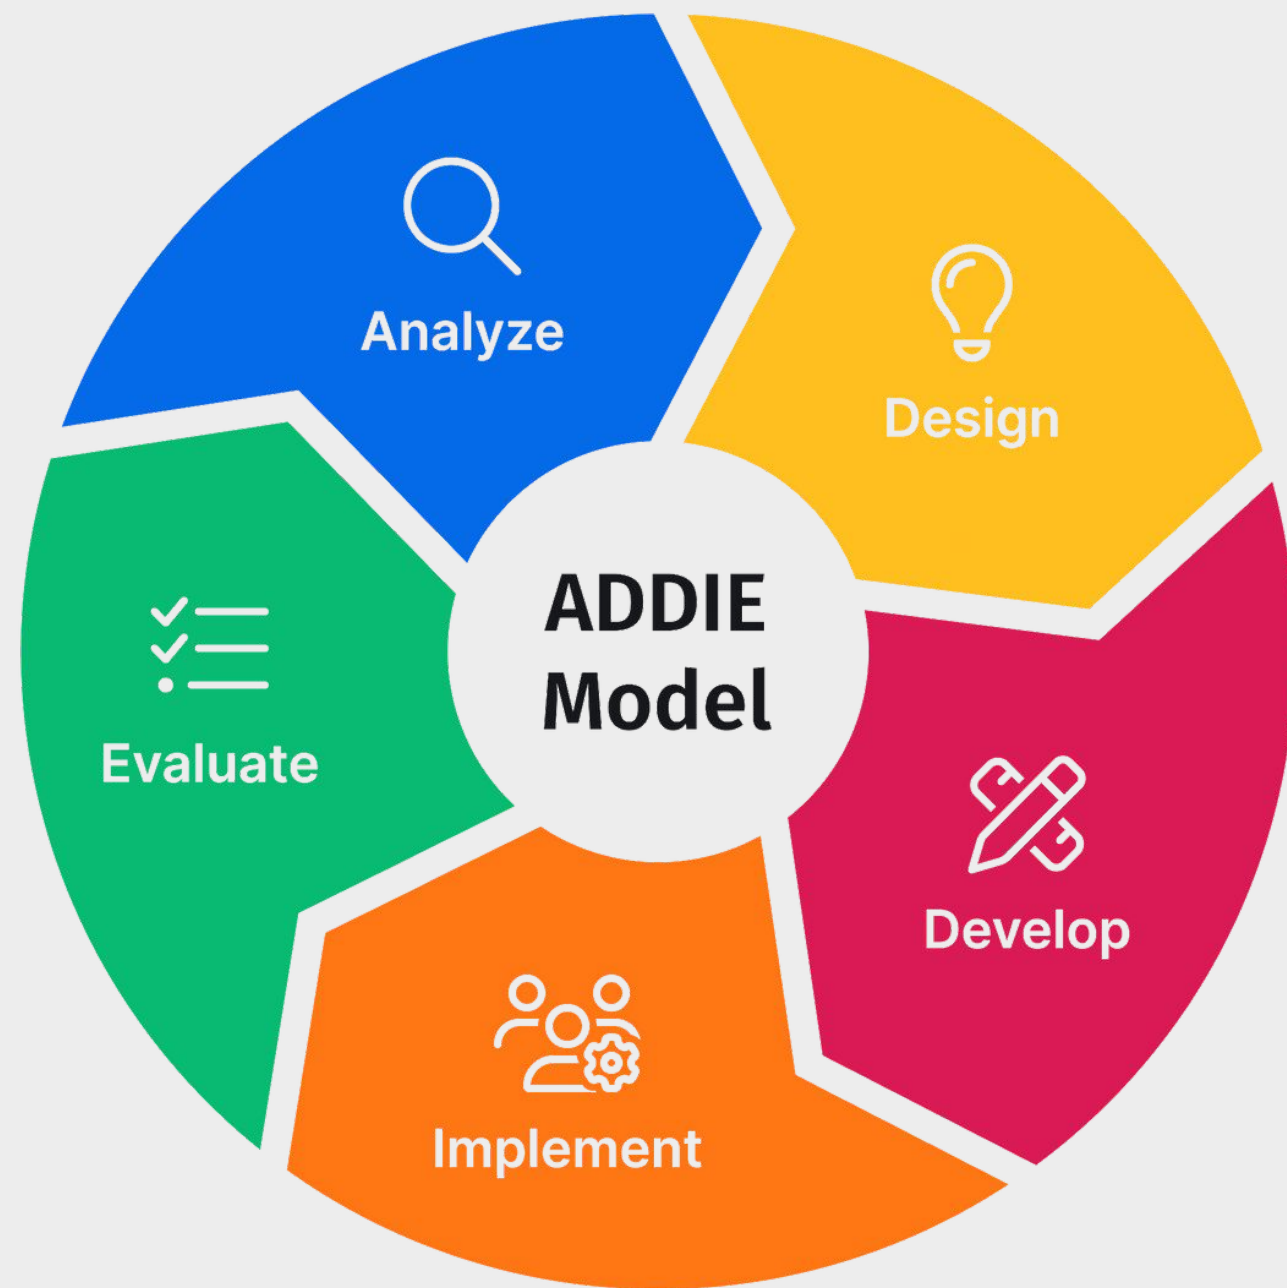 ADDIE
Model
Analyze
Design
Develop
Implement
Evaluate